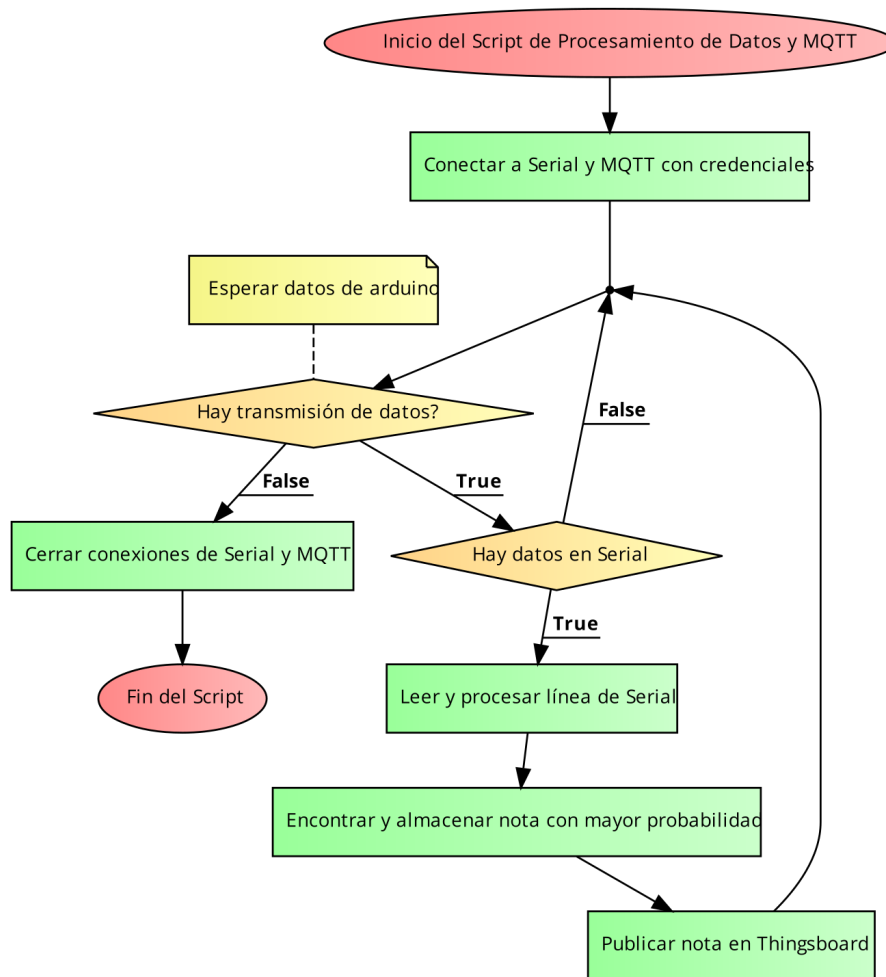 Inicio del Script de Procesamiento de Datos y MQTT
Conectar a Serial y MQTT con credenciales
Esperar datos de arduino
Hay transmisión de datos?
False
False
True
Cerrar conexiones de Serial y MQTT
Hay datos en Serial
True
Fin del Script
Leer y procesar línea de Serial
Encontrar y almacenar nota con mayor probabilidad
Publicar nota en Thingsboard